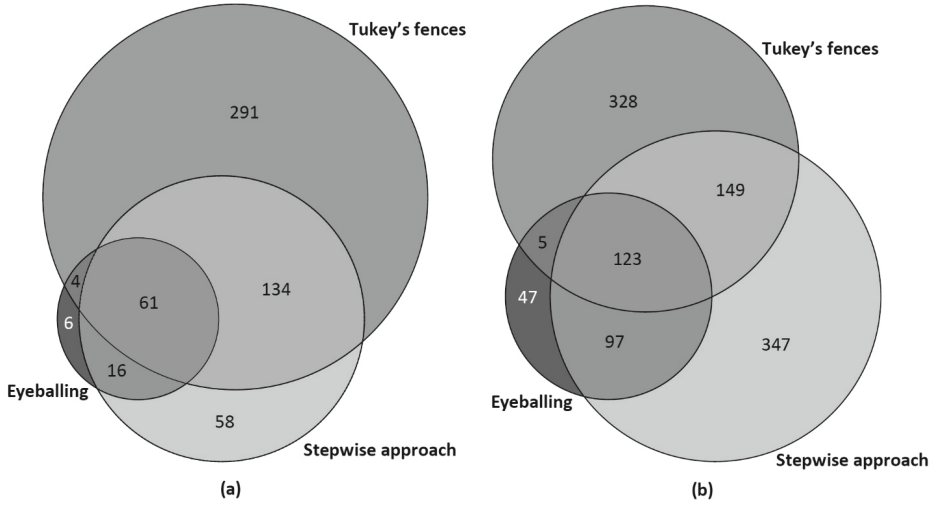 Tukey's fences
291
4
61
134
6
16
Eyeballing
58
Stepwise approach
(a)
Tukey's fences
328
149
5
123
47
97
347
Eyeballing
Stepwise approach
(b)